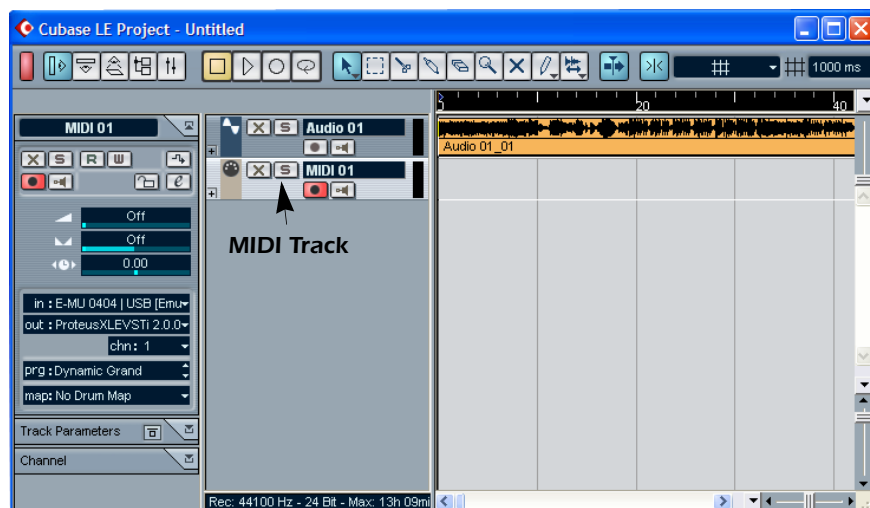 Cubase LE Project - Untitled
1000 ms
20
40
MIDI 01
X S Audio 01
Audio 01_01
X S R W
X S MIDI 01
e
Off
MIDI Track
Off
0.00
in : E-MU 0404 | USB [Emu
out : ProteusXLEVSTi 2.0.0
chn: 1
prg :Dynamic Grand
map: No Drum Map
Track Parameters
Channel
Rec: 44100 Hz - 24 Bit - Max: 13h 09mi